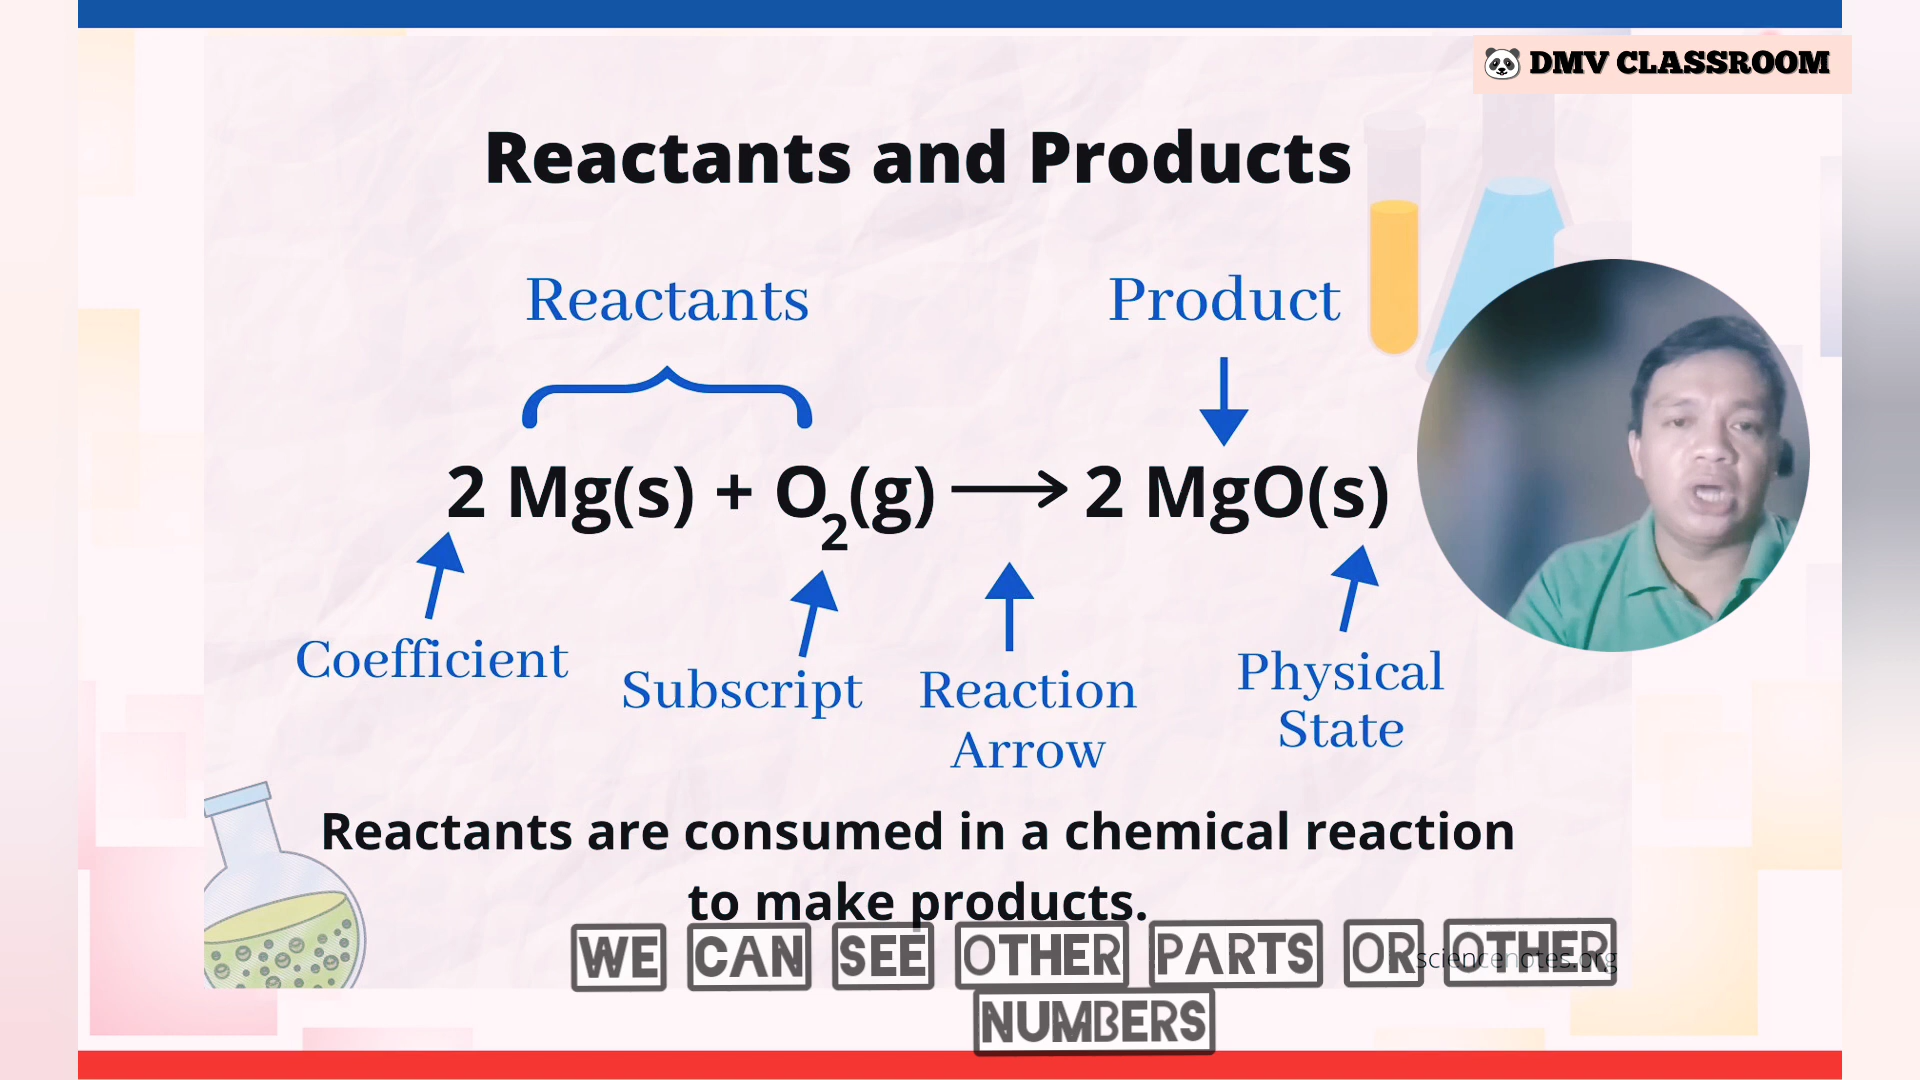 🐼 DMV CLASSROOM
Reactants and Products
Reactants
Product
2 Mg(s) + O₂(g) ⟶ 2 MgO(s)
Coefficient
Subscript
Reaction
Arrow
Physical
State
Reactants are consumed in a chemical reaction
to make products.
sciencenotes.org
WE CAN SEE OTHER PARTS OR OTHER
NUMBERS